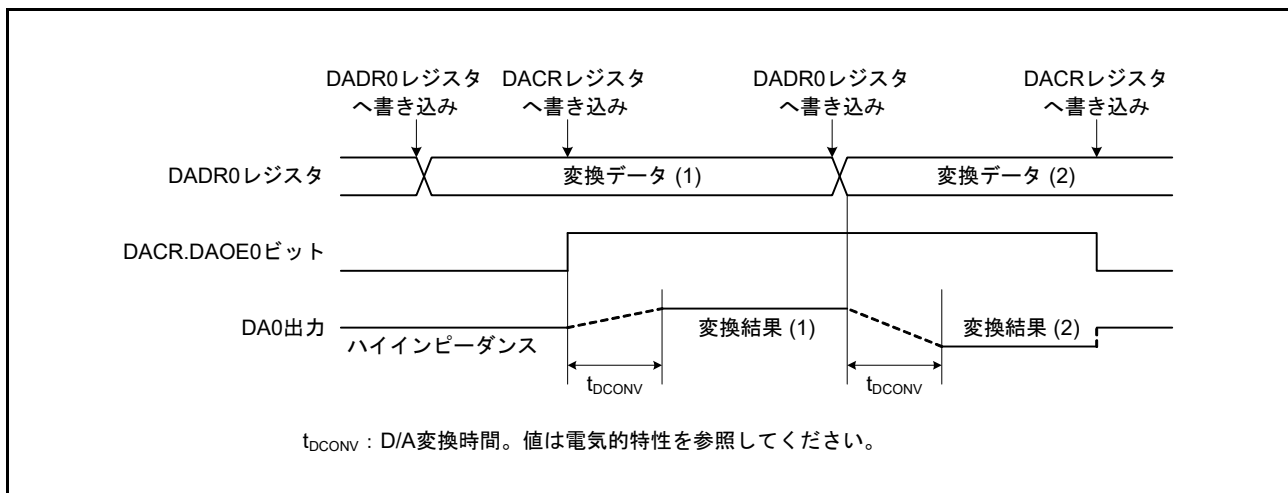 DADR0レジスタ
へ書き込み
DACRレジスタ
へ書き込み
DADR0レジスタ
へ書き込み
DACRレジスタ
へ書き込み
DADR0レジスタ
変換データ (1)
変換データ (2)
DACR.DAOE0ビット
DA0出力
ハイインピーダンス
変換結果 (1)
変換結果 (2)
tDCONV
tDCONV
tDCONV：D/A変換時間。値は電気的特性を参照してください。